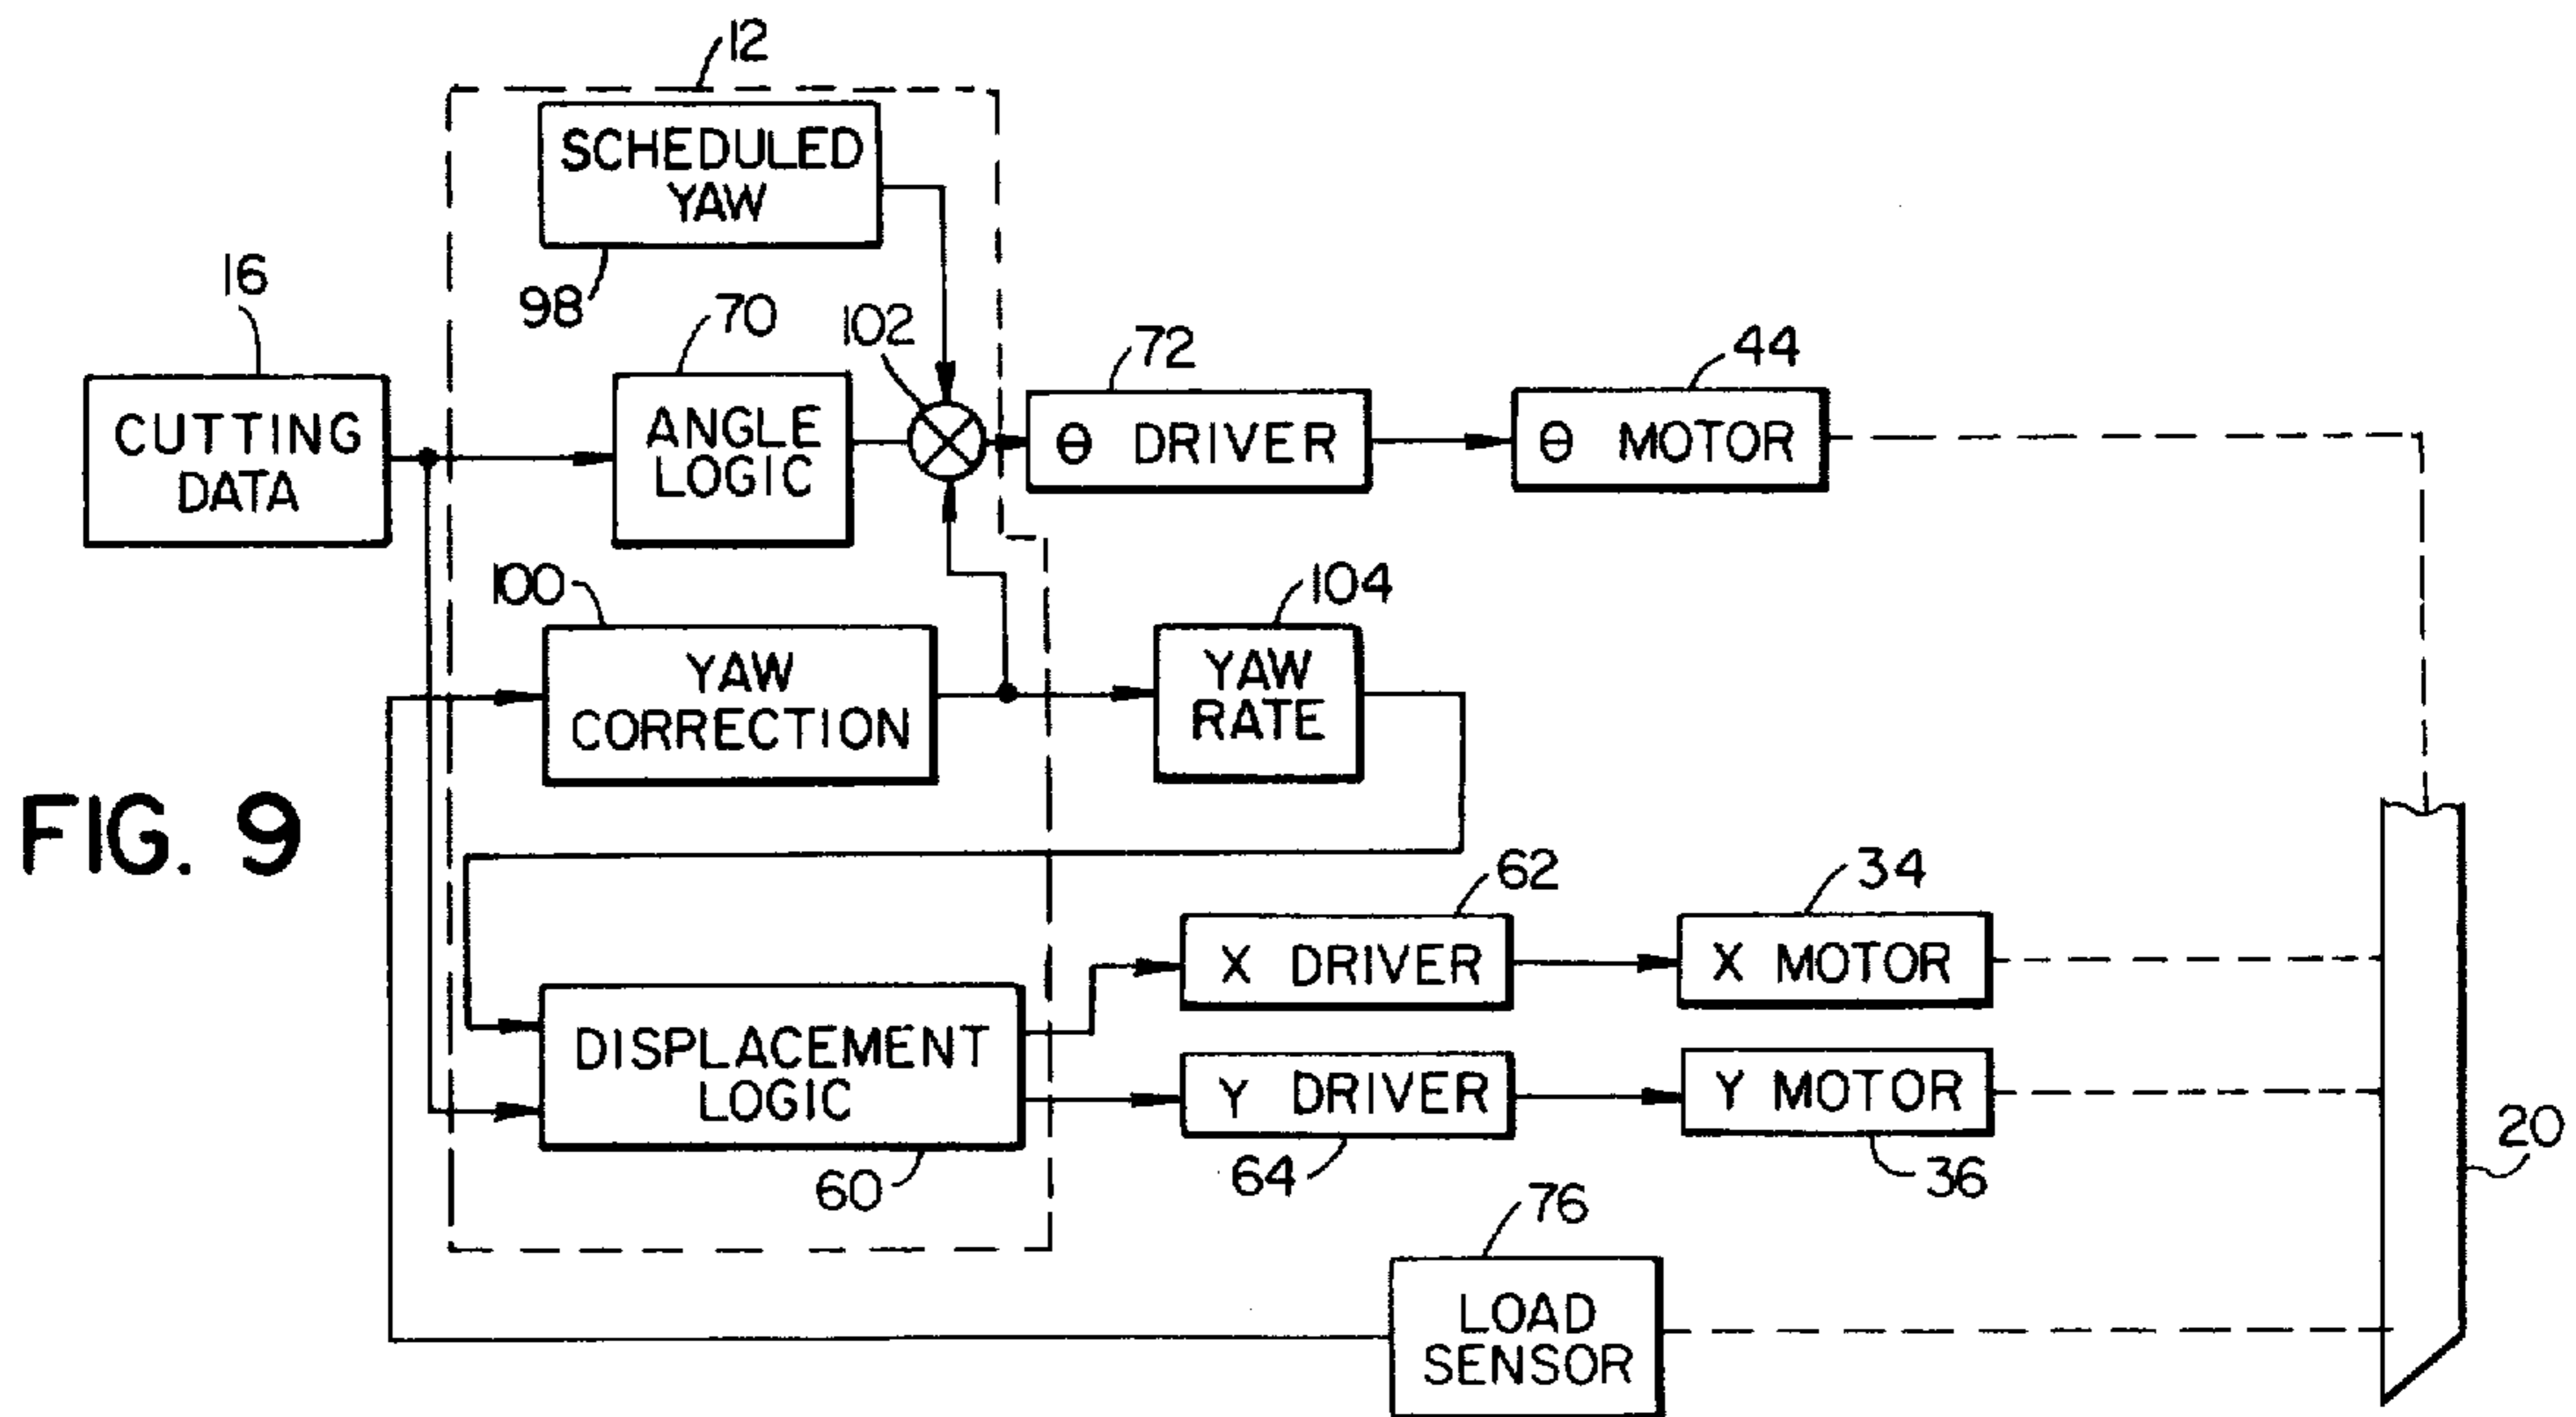 12
SCHEDULED
YAW
98
16
70
102
72
44
CUTTING
DATA
ANGLE
LOGIC
Θ DRIVER
Θ MOTOR
100
104
YAW
CORRECTION
YAW
RATE
FIG. 9
62
34
X DRIVER
X MOTOR
DISPLACEMENT
LOGIC
Y DRIVER
Y MOTOR
60
64
36
20
76
LOAD
SENSOR